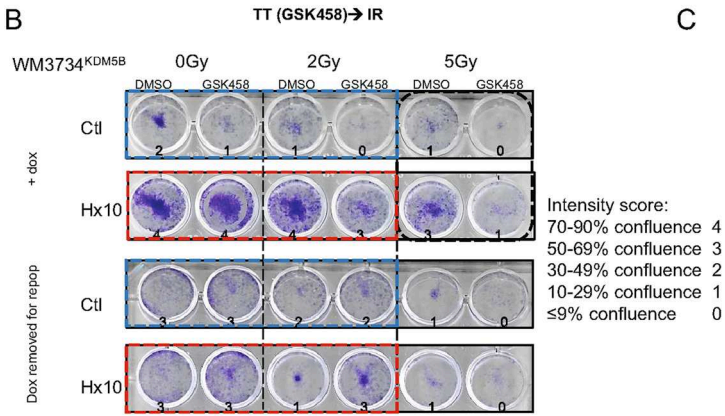 B
TT (GSK458)→ IR
C
WM3734KDM5B
0Gy
2Gy
5Gy
DMSO GSK458 DMSO GSK458 DMSO GSK458
+ dox
Ctl
2 1 1 0 1 0
Hx10
4 4 4 3 3 1
Dox removed for repop
Ctl
3 3 2 2 1 0
Hx10
3 3 1 3 1 0
Intensity score:
70-90% confluence 4
50-69% confluence 3
30-49% confluence 2
10-29% confluence 1
≤9% confluence 0